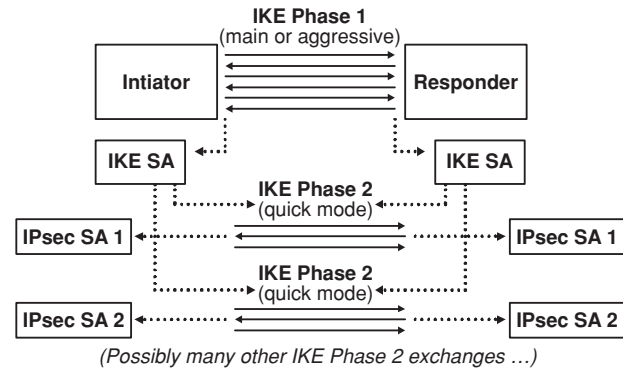 IKE Phase 1
(main or aggressive)
Intiator
Responder
IKE SA
IKE SA
IKE Phase 2
(quick mode)
IPsec SA 1
IPsec SA 1
IKE Phase 2
(quick mode)
IPsec SA 2
IPsec SA 2
(Possibly many other IKE Phase 2 exchanges …)